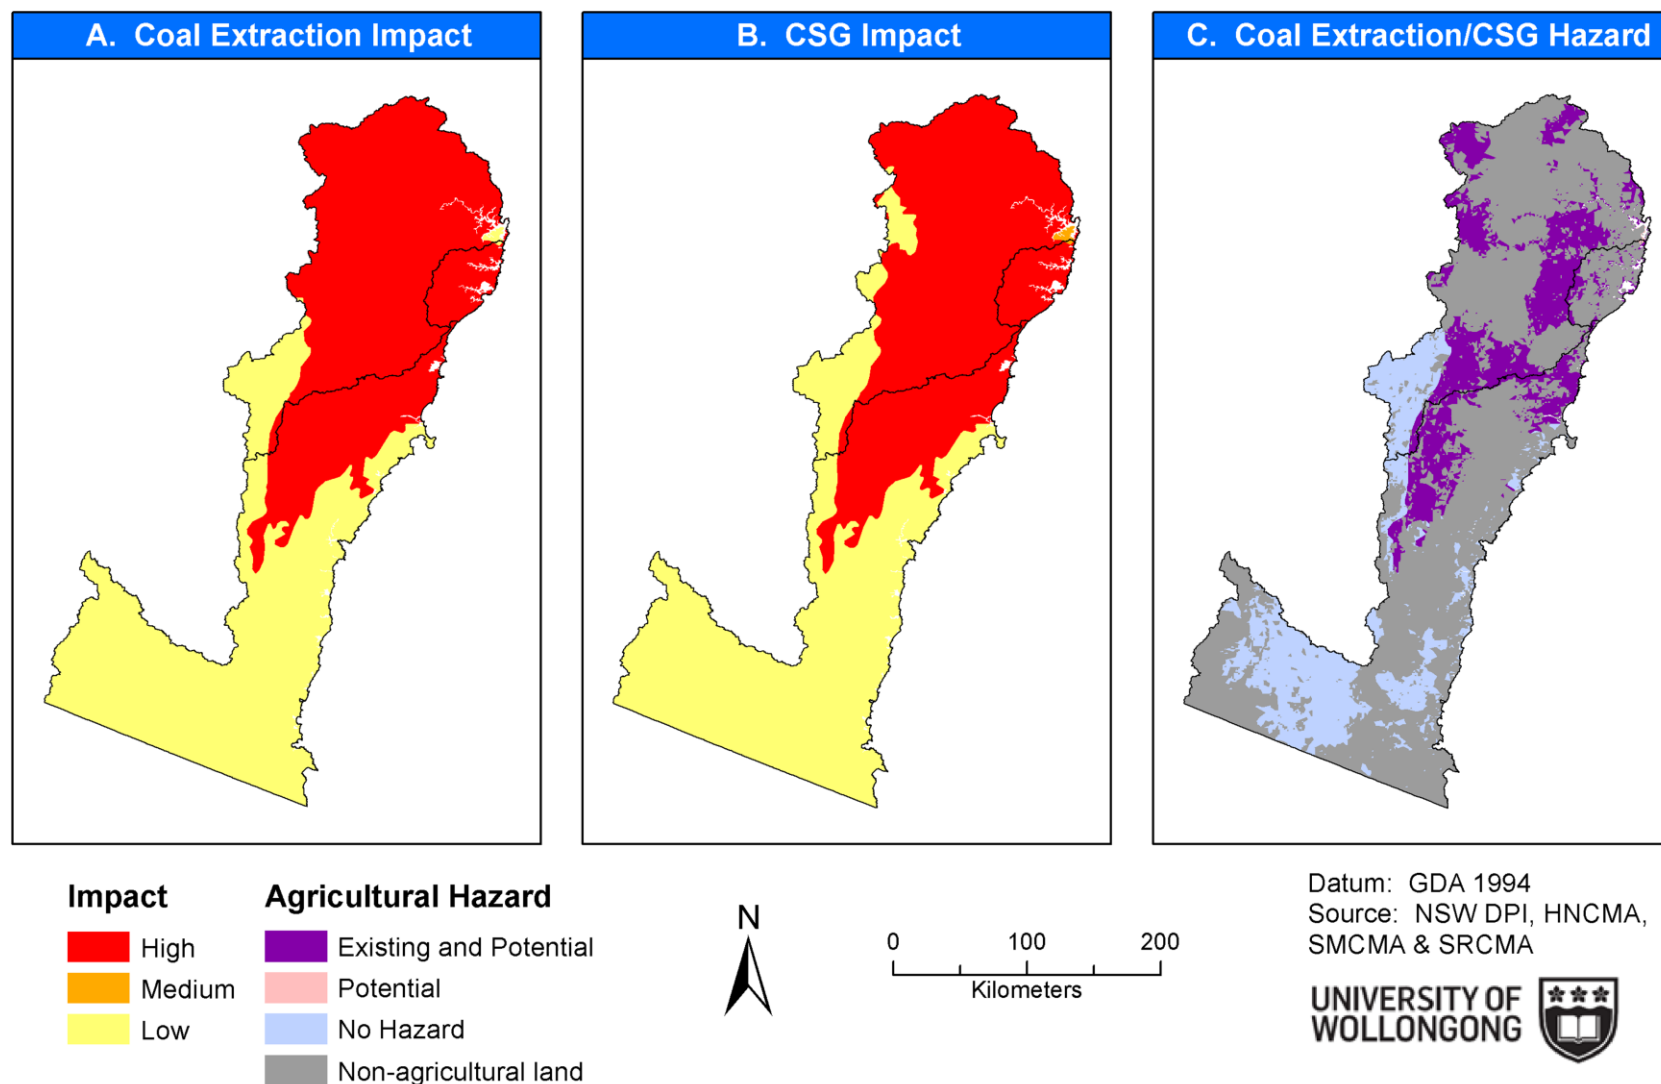 A. Coal Extraction Impact
B. CSG Impact
C. Coal Extraction/CSG Hazard
Impact
High
Medium
Low
Agricultural Hazard
Existing and Potential
Potential
No Hazard
Non-agricultural land
N
0 100 200
Kilometers
Datum: GDA 1994
Source: NSW DPI, HNCMA,
SMCMA & SRCMA
UNIVERSITY OF
WOLLONGONG